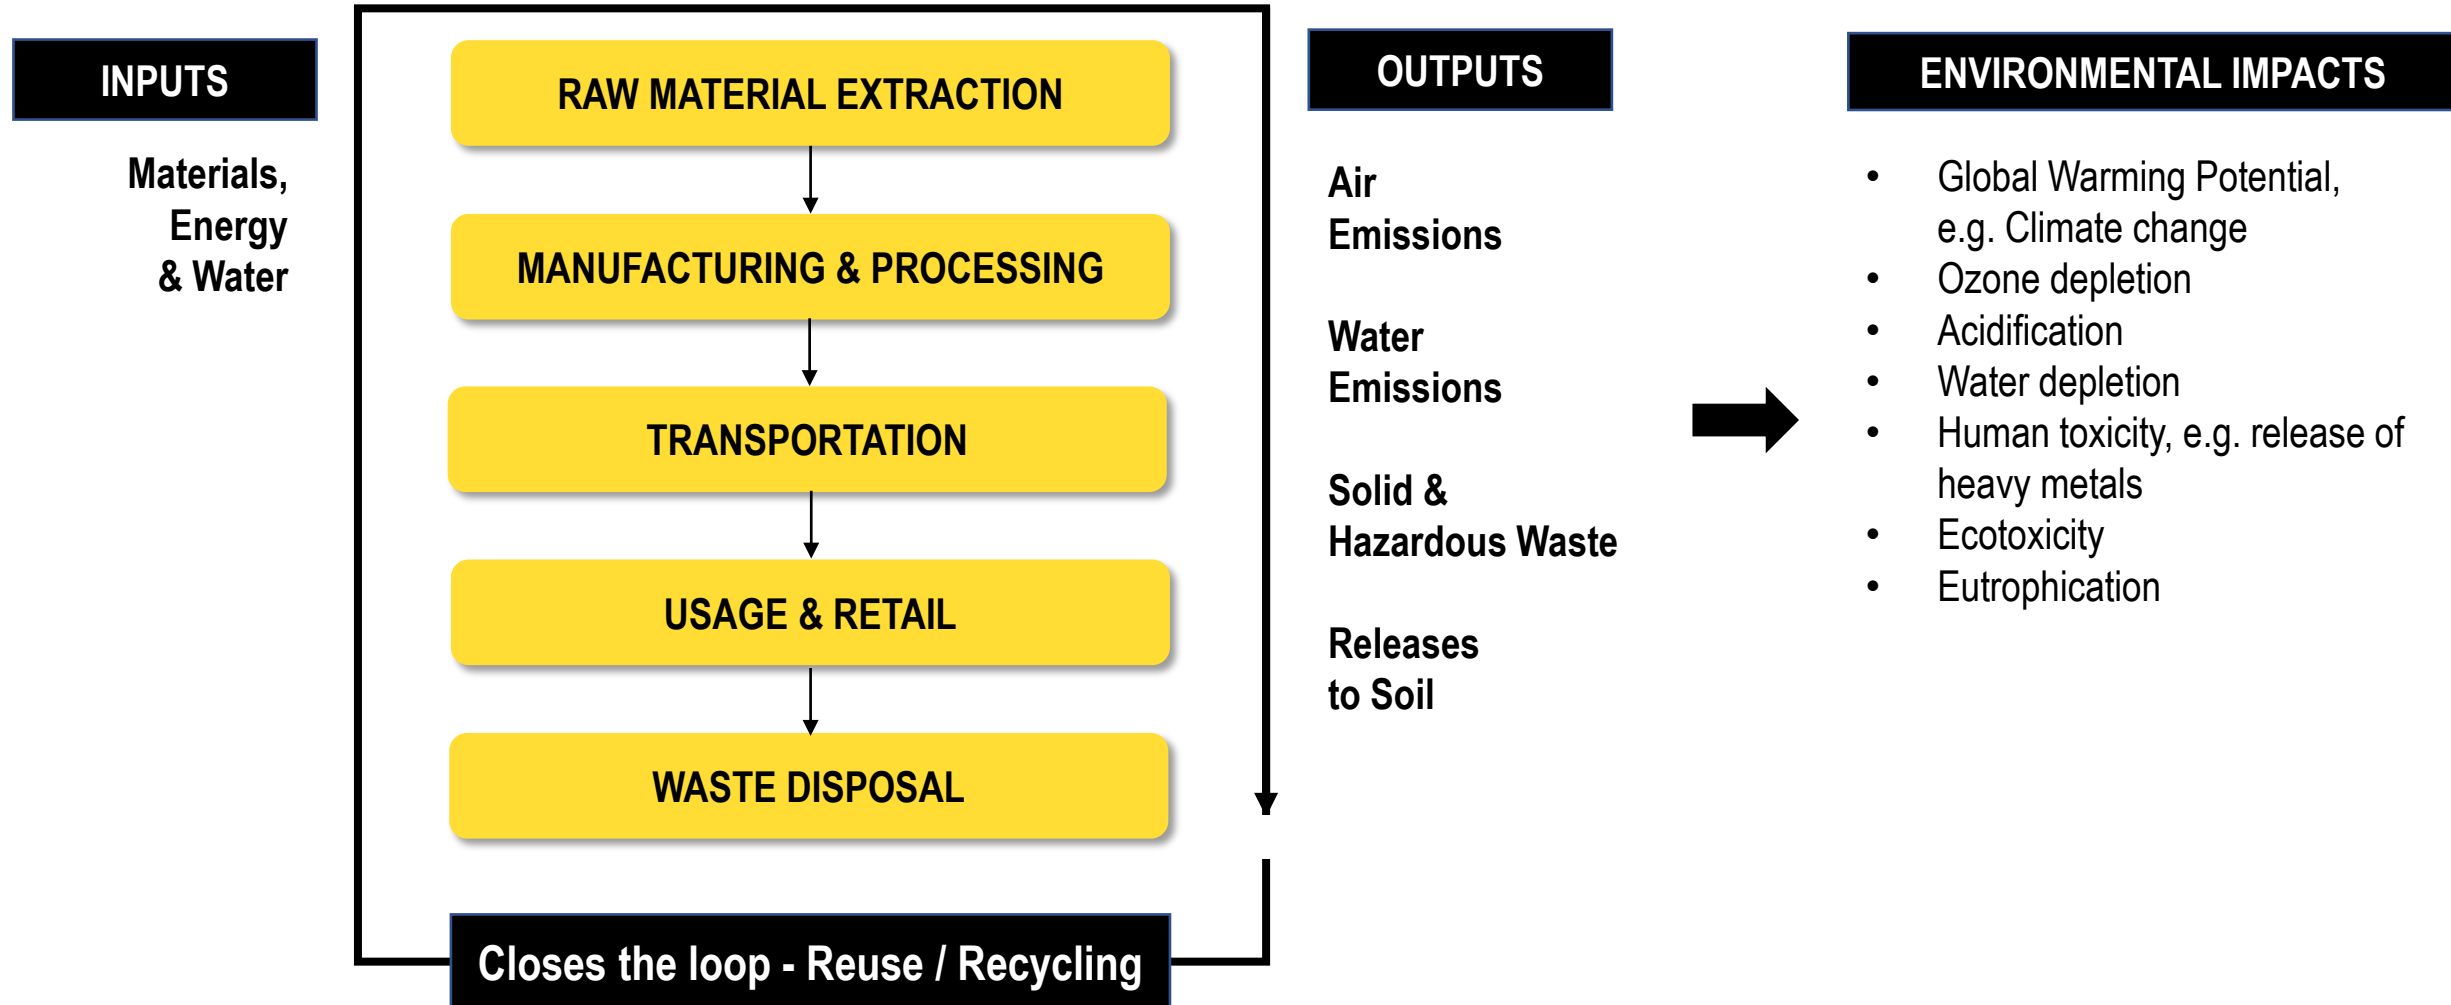 INPUTS
Materials,
Energy
& Water
RAW MATERIAL EXTRACTION
MANUFACTURING & PROCESSING
TRANSPORTATION
USAGE & RETAIL
WASTE DISPOSAL
Closes the loop - Reuse / Recycling
OUTPUTS
Air
Emissions
Water
Emissions
Solid &
Hazardous Waste
Releases
to Soil
ENVIRONMENTAL IMPACTS
• Global Warming Potential,
e.g. Climate change
• Ozone depletion
• Acidification
• Water depletion
• Human toxicity, e.g. release of
heavy metals
• Ecotoxicity
• Eutrophication